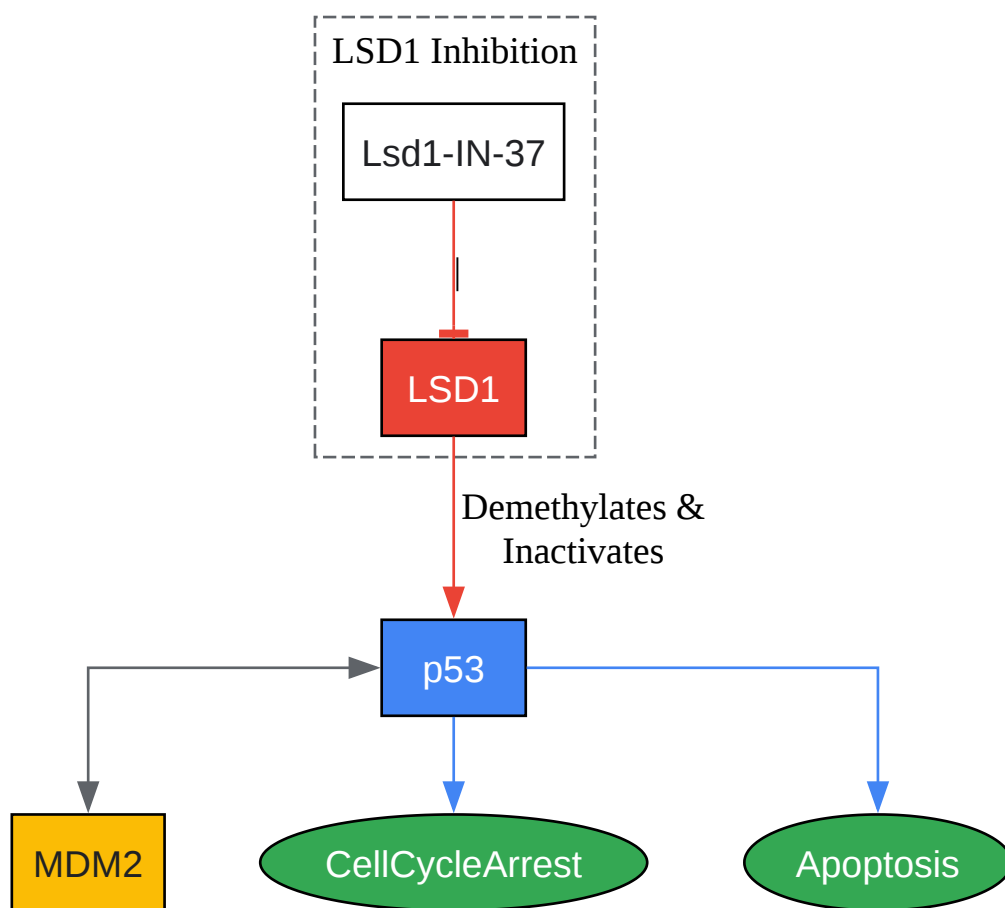 LSD1 Inhibition
Lsd1-IN-37
|
LSD1
Demethylates &
Inactivates
p53
MDM2
CellCycleArrest
Apoptosis